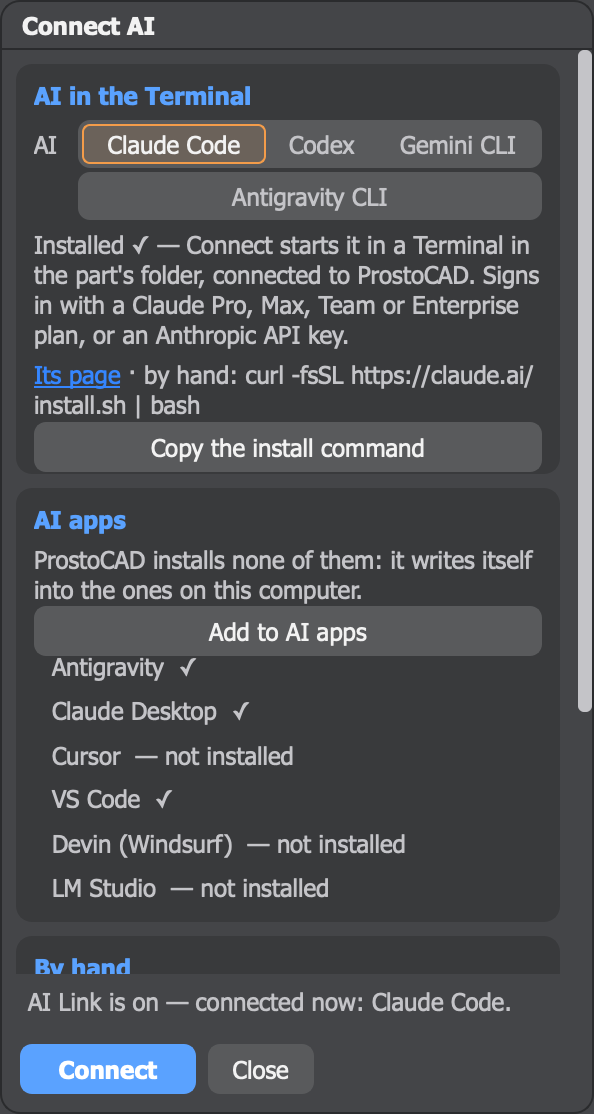 Connect AI
AI in the Terminal
AI
Claude Code
Codex
Gemini CLI
Antigravity CLI
Installed ✓ — Connect starts it in a Terminal in
the part's folder, connected to ProstoCAD. Signs
in with a Claude Pro, Max, Team or Enterprise
plan, or an Anthropic API key.
Its page · by hand: curl -fsSL https://claude.ai/
install.sh | bash
Copy the install command
AI apps
ProstoCAD installs none of them: it writes itself
into the ones on this computer.
Add to AI apps
Antigravity ✓
Claude Desktop ✓
Cursor — not installed
VS Code ✓
Devin (Windsurf) — not installed
LM Studio — not installed
By hand
AI Link is on — connected now: Claude Code.
Connect
Close